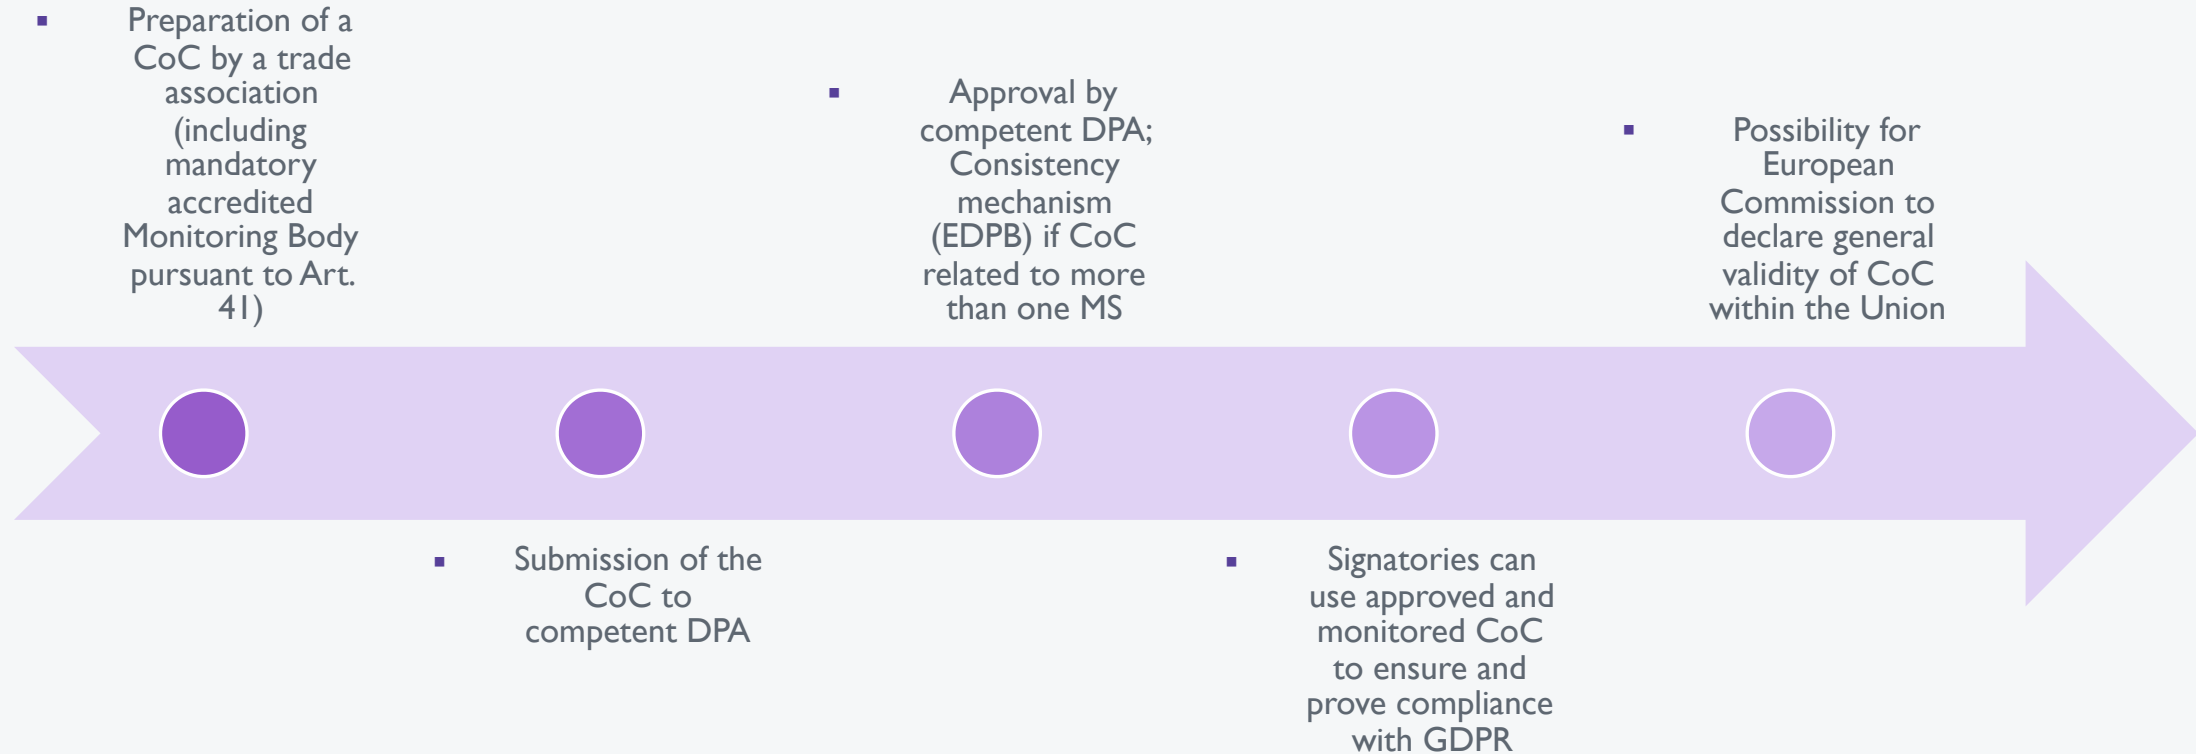 ▪ Preparation of a
CoC by a trade
association
(including
mandatory
accredited
Monitoring Body
pursuant to Art.
41)
▪ Submission of the
CoC to
competent DPA
▪ Approval by
competent DPA;
Consistency
mechanism
(EDPB) if CoC
related to more
than one MS
▪ Signatories can
use approved and
monitored CoC
to ensure and
prove compliance
with GDPR
▪ Possibility for
European
Commission to
declare general
validity of CoC
within the Union